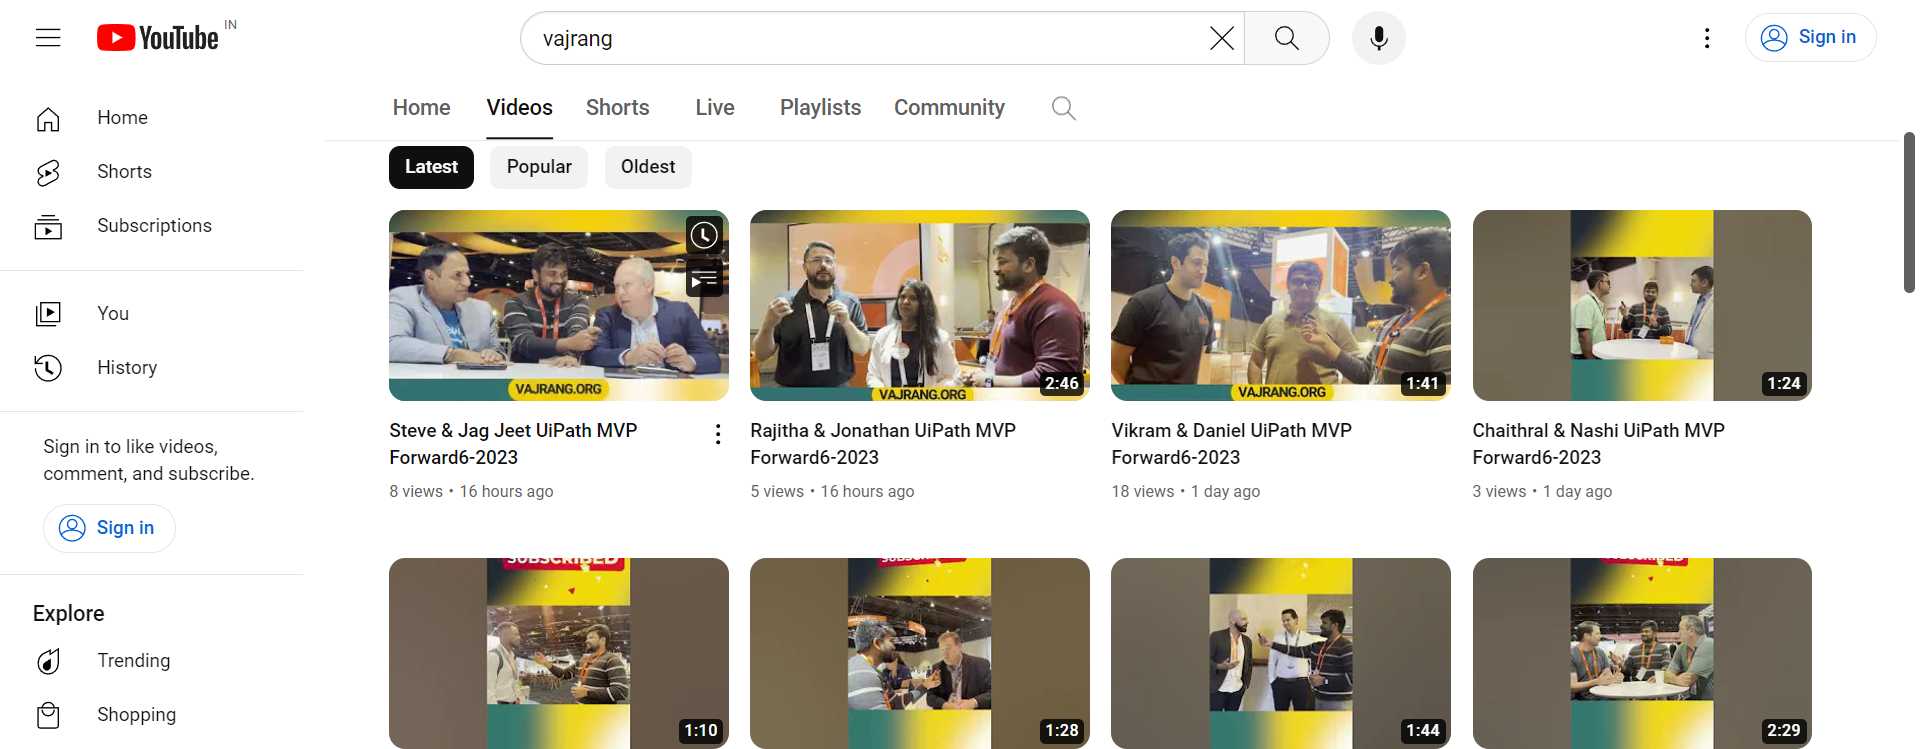 YouTube IN
vajrang
Sign in
Home
Shorts
Subscriptions
You
History
Sign in to like videos,
comment, and subscribe.
Sign in
Explore
Trending
Shopping
Home Videos Shorts Live Playlists Community
Latest Popular Oldest
VAJRANG.ORG
Steve & Jag Jeet UiPath MVP
Forward6-2023
8 views • 16 hours ago
VAJRANG.ORG
2:46
Rajitha & Jonathan UiPath MVP
Forward6-2023
5 views • 16 hours ago
VAJRANG.ORG
1:41
Vikram & Daniel UiPath MVP
Forward6-2023
18 views • 1 day ago
1:24
Chaithral & Nashi UiPath MVP
Forward6-2023
3 views • 1 day ago
SUBSCRIBED
1:10
SUBSCRIBED
1:28
1:44
SUBSCRIBED
2:29